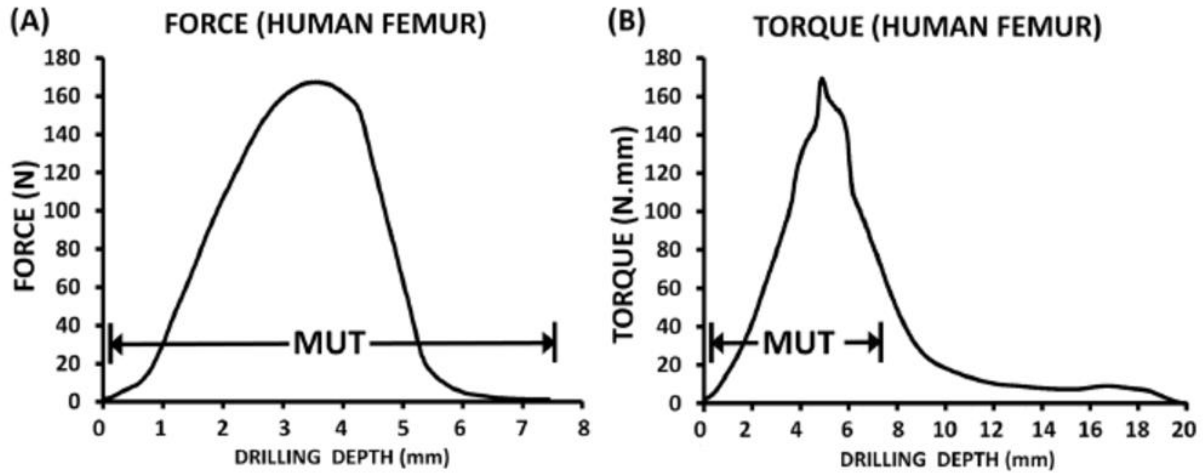 (A) FORCE (HUMAN FEMUR)
FORCE (N)
180
160
140
120
100
80
60
40
20
0
MUT
0 1 2 3 4 5 6 7 8
DRILLING DEPTH (mm)
(B) TORQUE (HUMAN FEMUR)
TORQUE (N.mm)
180
160
140
120
100
80
60
40
20
0
MUT
0 2 4 6 8 10 12 14 16 18 20
DRILLING DEPTH (mm)